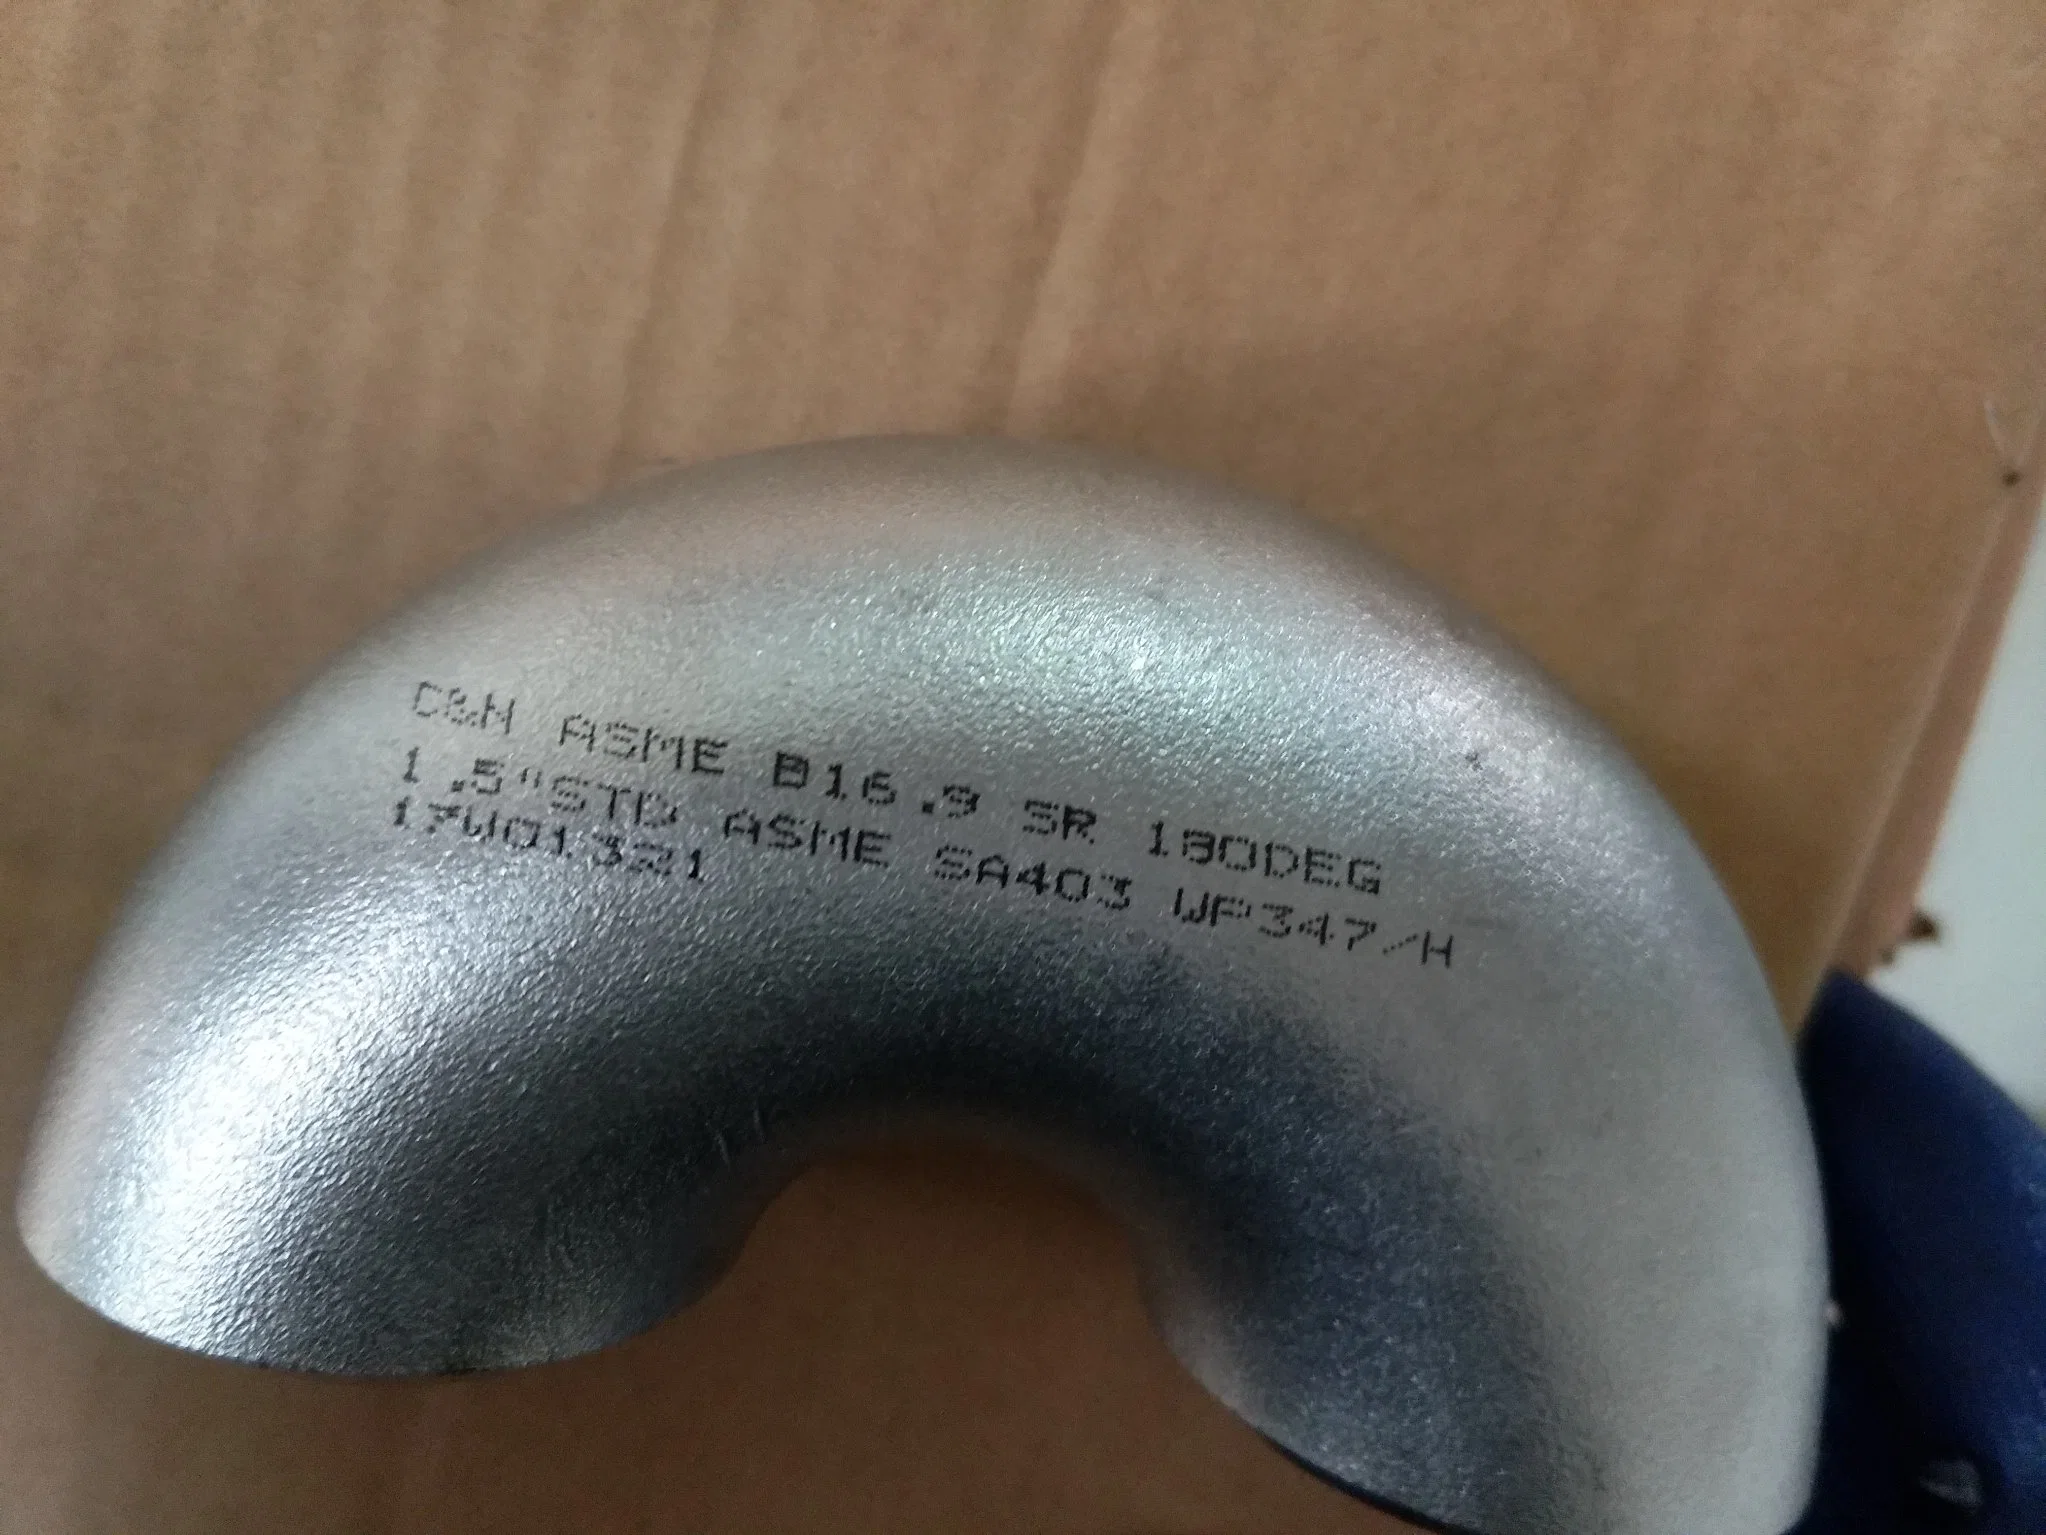 C&N ASME B16.9 SR 180DEG
1.5"STD ASME SA403 WP347/H
17W01321